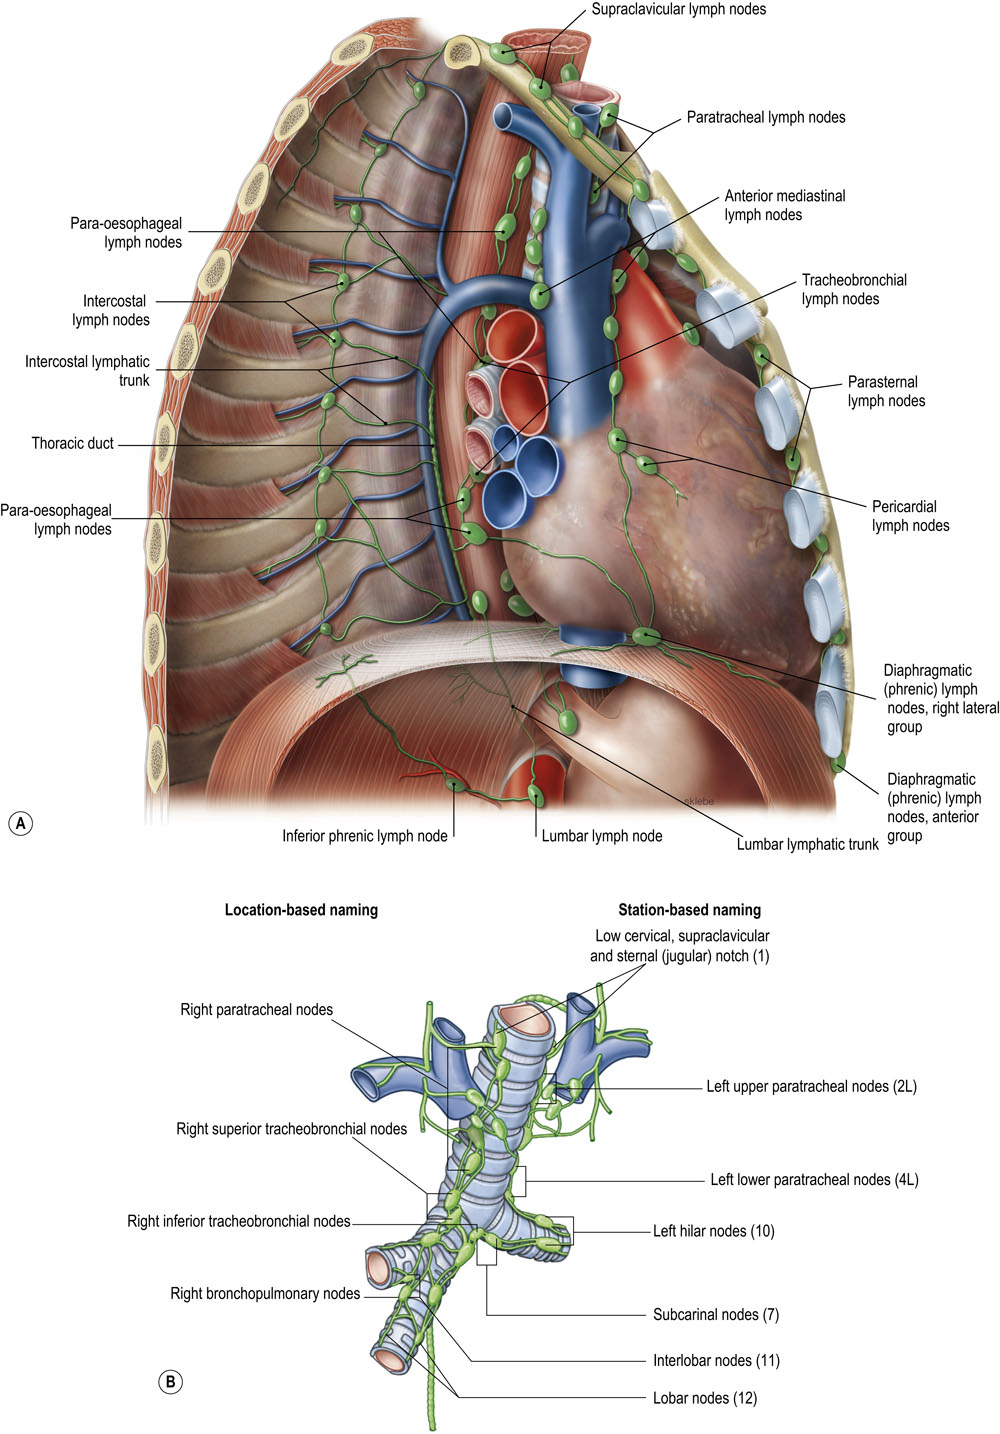 Supraclavicular lymph nodes
Paratracheal lymph nodes
Anterior mediastinal
lymph nodes
Para-oesophageal
lymph nodes
Tracheobronchial
lymph nodes
Intercostal
lymph nodes
Intercostal lymphatic
trunk
Parasternal
lymph nodes
Thoracic duct
Para-oesophageal
lymph nodes
Pericardial
lymph nodes
Diaphragmatic
(phrenic) lymph
nodes, right lateral
group
Diaphragmatic
(phrenic) lymph
nodes, anterior
group
sklebe
A
Inferior phrenic lymph node
Lumbar lymph node
Lumbar lymphatic trunk
Location-based naming
Station-based naming
Low cervical, supraclavicular
and sternal (jugular) notch (1)
Right paratracheal nodes
Left upper paratracheal nodes (2L)
Right superior tracheobronchial nodes
Left lower paratracheal nodes (4L)
Right inferior tracheobronchial nodes
Left hilar nodes (10)
Right bronchopulmonary nodes
Subcarinal nodes (7)
Interlobar nodes (11)
B
Lobar nodes (12)